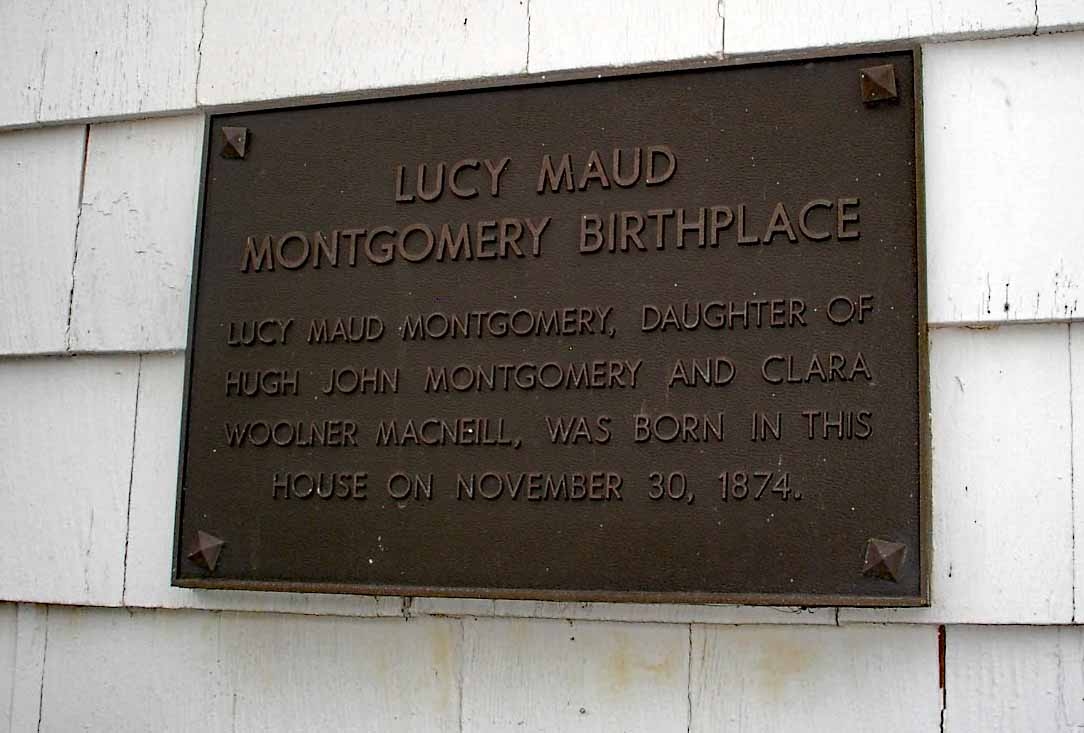 LUCY MAUD
MONTGOMERY BIRTHPLACE
LUCY MAUD MONTGOMERY, DAUGHTER OF
HUGH JOHN MONTGOMERY AND CLARA
WOOLNER MACNEILL, WAS BORN IN THIS
HOUSE ON NOVEMBER 30, 1874.